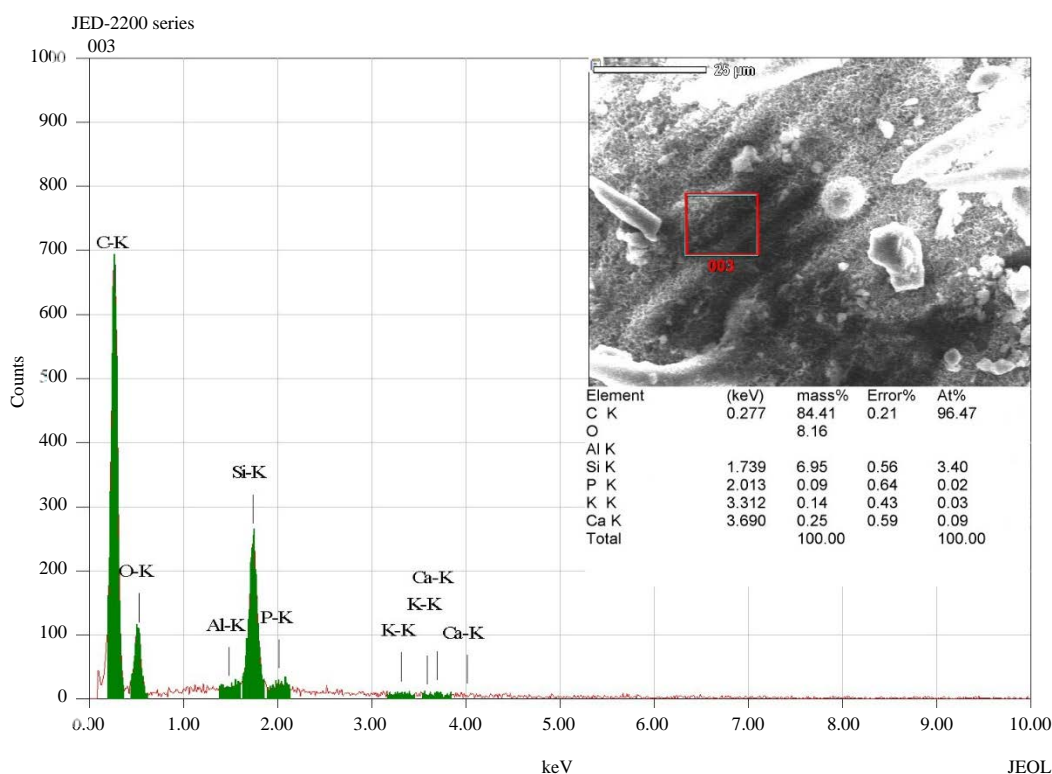 JED-2200 series
003
1000
900
800
700
600
500
400
300
200
100
0
Counts
C-K
O-K
Al-K
Si-K
P-K
K-K
K-K
Ca-K
Ca-K
0.00 1.00 2.00 3.00 4.00 5.00 6.00 7.00 8.00 9.00 10.00
keV
JEOL
25 μm
003
Element (keV) mass% Error% At%
C K 0.277 84.41 0.21 96.47
O 8.16
Al K
Si K 1.739 6.95 0.56 3.40
P K 2.013 0.09 0.64 0.02
K K 3.312 0.14 0.43 0.03
Ca K 3.690 0.25 0.59 0.09
Total 100.00 100.00